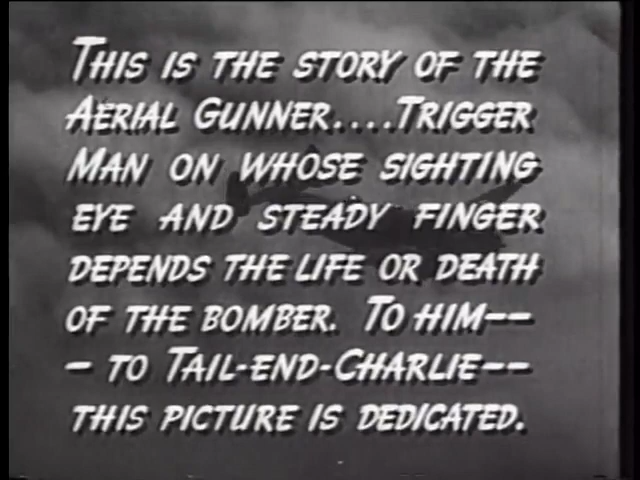 THIS IS THE STORY OF THE
AERIAL GUNNER....TRIGGER
MAN ON WHOSE SIGHTING
EYE AND STEADY FINGER
DEPENDS THE LIFE OR DEATH
OF THE BOMBER. TO HIM--
- TO TAIL-END-CHARLIE--
THIS PICTURE IS DEDICATED.